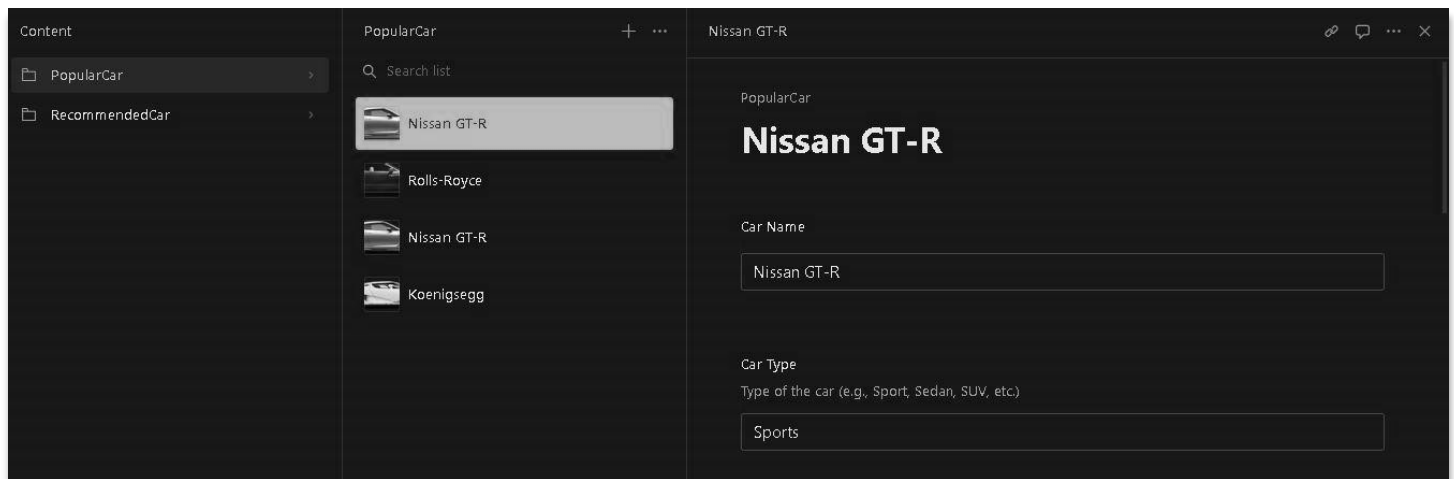 Content
PopularCar
RecommendedCar
PopularCar
Search list
Nissan GT-R
Rolls-Royce
Nissan GT-R
Koenigsegg
Nissan GT-R
PopularCar
Nissan GT-R
Car Name
Nissan GT-R
Car Type
Type of the car (e.g., Sport, Sedan, SUV, etc.)
Sports